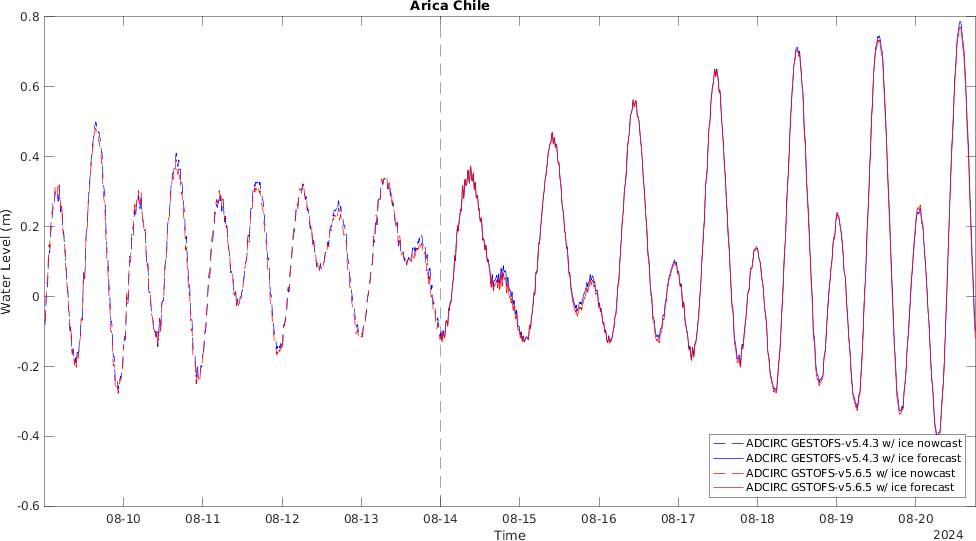 Arica Chile
Water Level (m)
0.8
0.6
0.4
0.2
0
-0.2
-0.4
-0.6
ADCIRC GESTOFS-v5.4.3 w/ ice nowcast
ADCIRC GESTOFS-v5.4.3 w/ ice forecast
ADCIRC GSTOFS-v5.6.5 w/ ice nowcast
ADCIRC GSTOFS-v5.6.5 w/ ice forecast
08-10 08-11 08-12 08-13 08-14 08-15 08-16 08-17 08-18 08-19 08-20
Time
2024